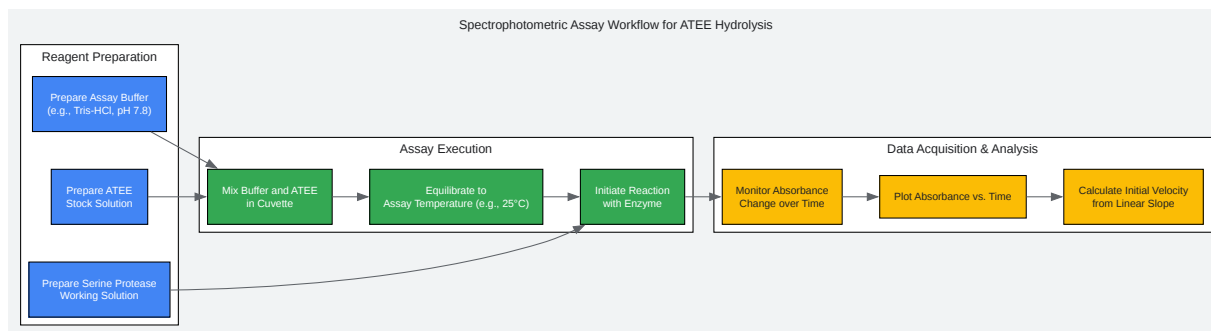 Spectrophotometric Assay Workflow for ATEE Hydrolysis
Reagent Preparation
Prepare Assay Buffer
(e.g., Tris-HCl, pH 7.8)
Prepare ATEE
Stock Solution
Prepare Serine Protease
Working Solution
Assay Execution
Mix Buffer and ATEE
in Cuvette
Equilibrate to
Assay Temperature (e.g., 25°C)
Initiate Reaction
with Enzyme
Data Acquisition & Analysis
Monitor Absorbance
Change over Time
Plot Absorbance vs. Time
Calculate Initial Velocity
from Linear Slope